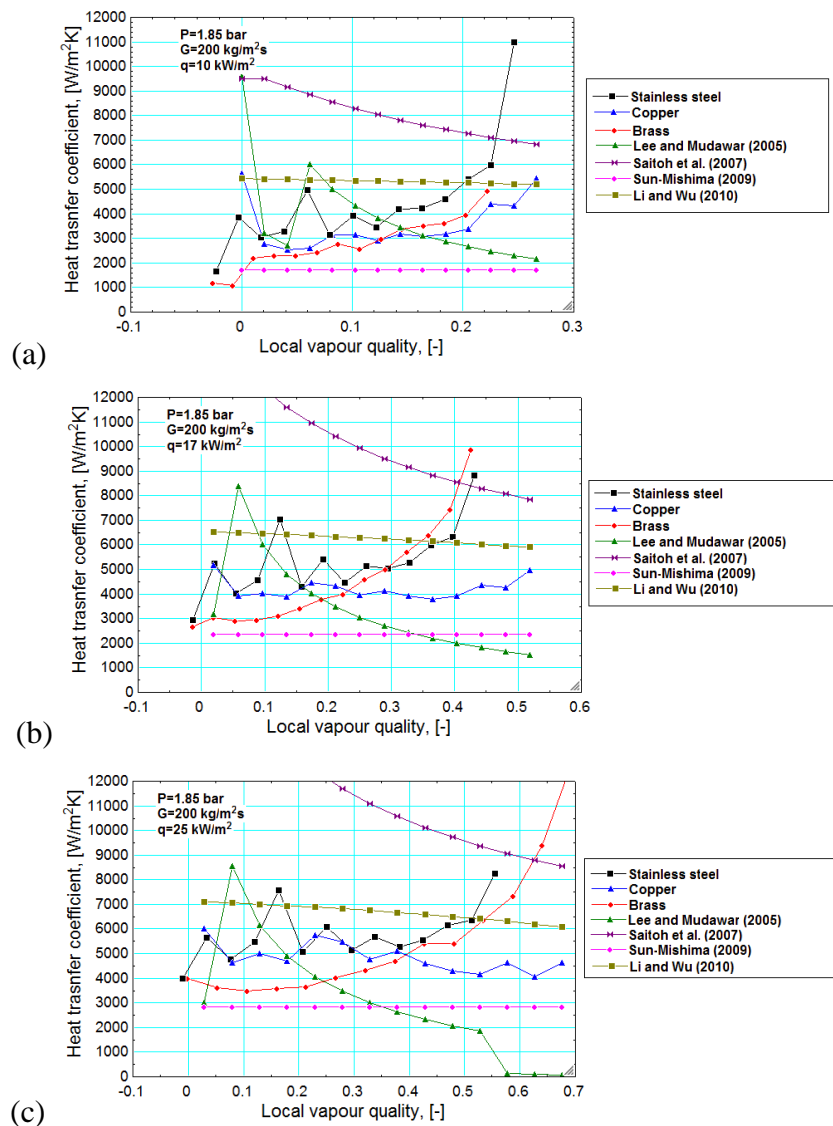 12000
11000
10000
9000
8000
7000
6000
5000
4000
3000
2000
1000
0
Heat trasnfer coefficient, [W/m²K]
P=1.85 bar
G=200 kg/m²s
q=10 kW/m²
-0.1
0
0.1
0.2
0.3
Local vapour quality, [-]
Stainless steel
Copper
Brass
Lee and Mudawar (2005)
Saitoh et al. (2007)
Sun-Mishima (2009)
Li and Wu (2010)
(a)
12000
11000
10000
9000
8000
7000
6000
5000
4000
3000
2000
1000
0
Heat trasnfer coefficient, [W/m²K]
P=1.85 bar
G=200 kg/m²s
q=17 kW/m²
-0.1
0
0.1
0.2
0.3
0.4
0.5
0.6
Local vapour quality, [-]
Stainless steel
Copper
Brass
Lee and Mudawar (2005)
Saitoh et al. (2007)
Sun-Mishima (2009)
Li and Wu (2010)
(b)
12000
11000
10000
9000
8000
7000
6000
5000
4000
3000
2000
1000
0
Heat trasnfer coefficient, [W/m²K]
P=1.85 bar
G=200 kg/m²s
q=25 kW/m²
-0.1
0
0.1
0.2
0.3
0.4
0.5
0.6
0.7
Local vapour quality, [-]
Stainless steel
Copper
Brass
Lee and Mudawar (2005)
Saitoh et al. (2007)
Sun-Mishima (2009)
Li and Wu (2010)
(c)